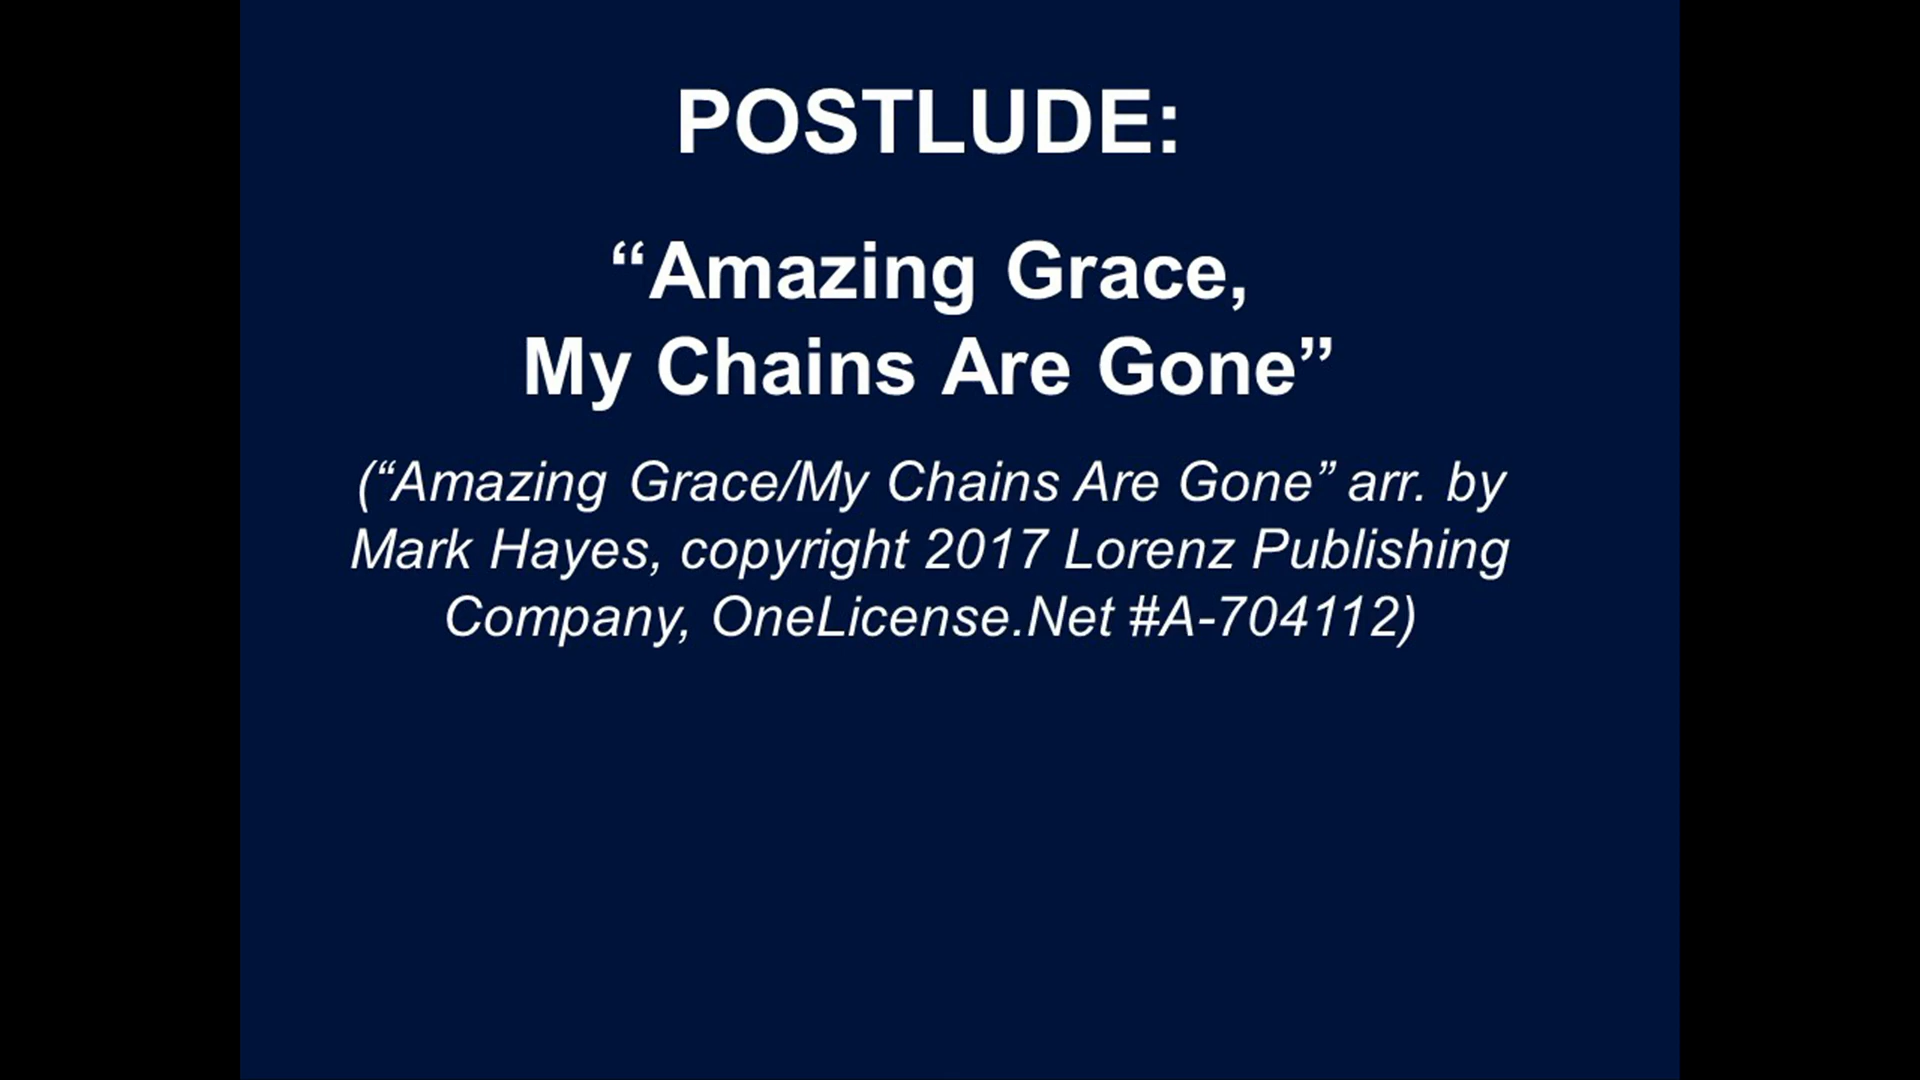 POSTLUDE:
“Amazing Grace,
My Chains Are Gone”
(“Amazing Grace/My Chains Are Gone” arr. by
Mark Hayes, copyright 2017 Lorenz Publishing
Company, OneLicense.Net #A-704112)